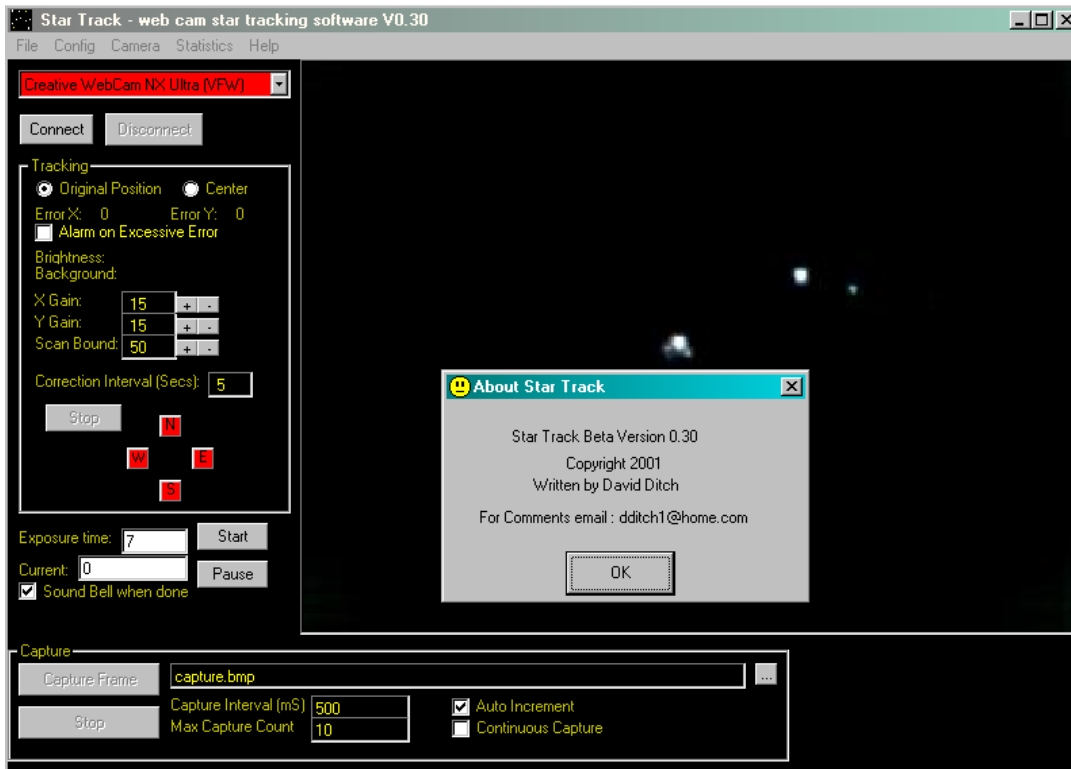 Star Track - web cam star tracking software V0.30
File Config Camera Statistics Help
Creative WebCam NX Ultra (VFW)
Connect Disconnect
Tracking
Original Position Center
Error X: 0 Error Y: 0
Alarm on Excessive Error
Brightness:
Background:
X Gain: 15 + -
Y Gain: 15 + -
Scan Bound: 50 + -
Correction Interval (Secs): 5
Stop
N
W E
S
Exposure time: 7 Start
Current: 0 Pause
Sound Bell when done
About Star Track
Star Track Beta Version 0.30
Copyright 2001
Written by David Ditch
For Comments email : dditch1@home.com
OK
Capture
Capture Frame capture.bmp ...
Capture Interval (mS) 500 Auto Increment
Stop Max Capture Count 10 Continuous Capture